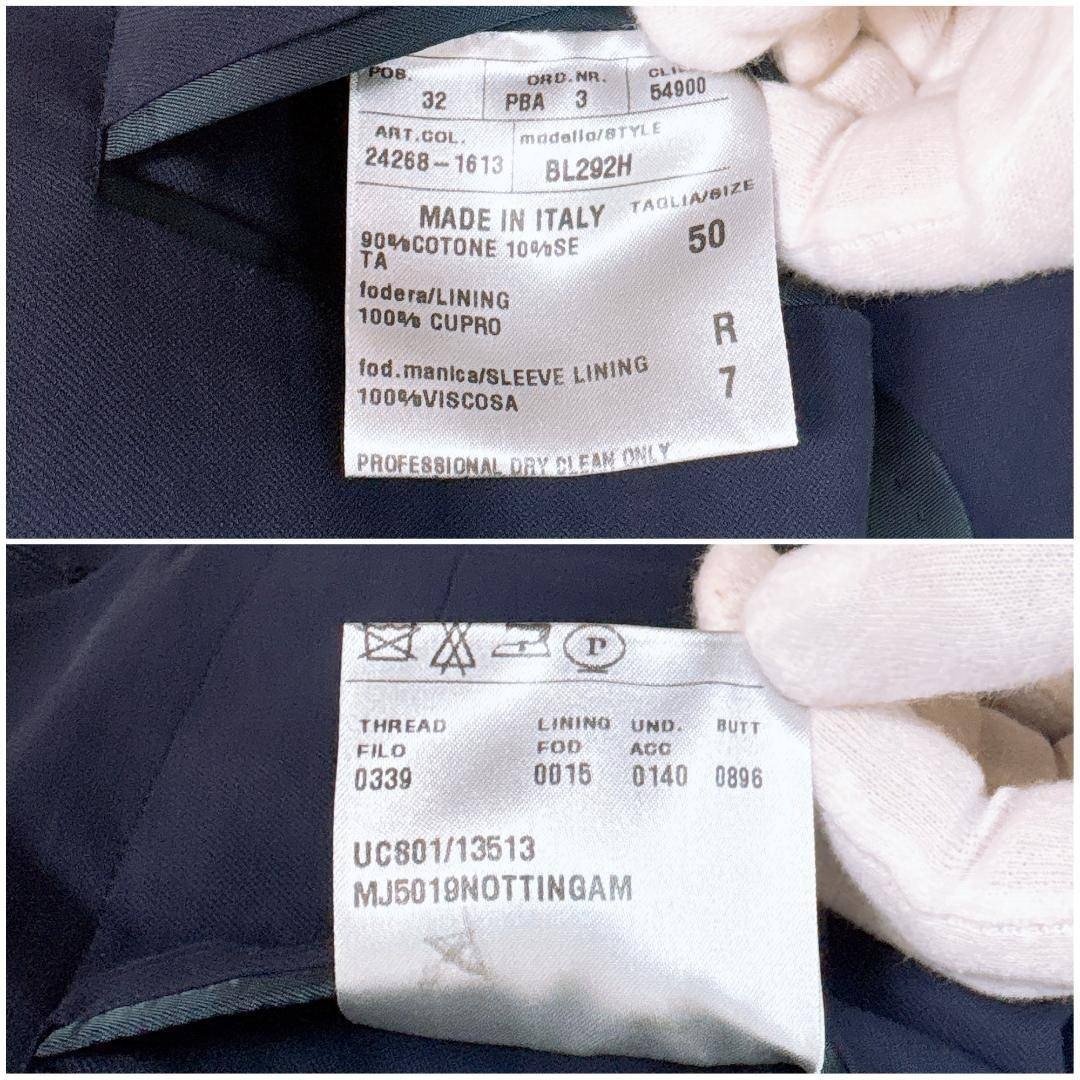 POS. ORD.NR.
32 PBA 3 54900
ART.COL. modello/STYLE
24268-1613 BL292H
MADE IN ITALY TAGLIA/SIZE
90%COTONE 10%SE 50
TA
fodera/LINING
100% CUPRO R
fod.manica/SLEEVE LINING 7
100%VISCOSA
PROFESSIONAL DRY CLEAN ONLY
P
THREAD LINING UND. BUTT
FILO FOD ACC
0339 0015 0140 0896
UC801/13513
MJ5019NOTTINGAM